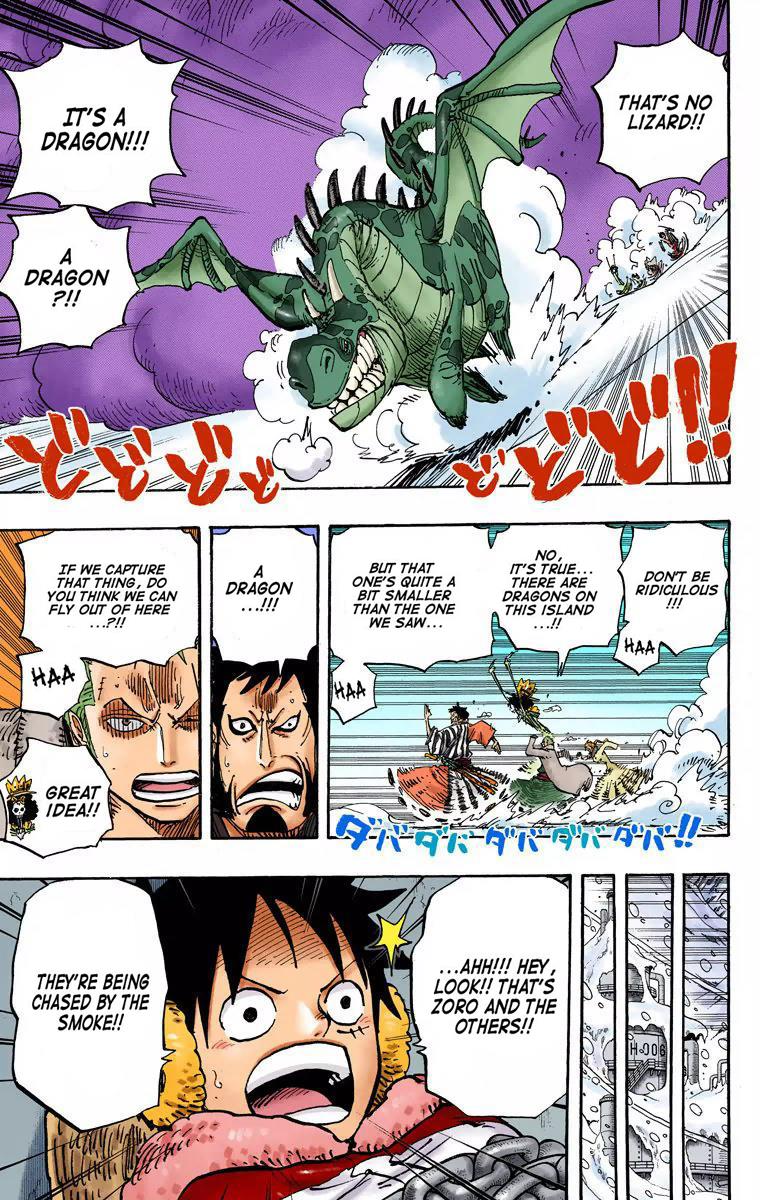 THAT'S NO
LIZARD!!
IT'S A
DRAGON!!!
A
DRAGON
?!!
どどどど
どどど!!
DON'T BE
RIDICULOUS
!!!
HAA
NO,
IT'S TRUE...
THERE ARE
DRAGONS ON
THIS ISLAND
...!!
BUT THAT
ONE'S QUITE A
BIT SMALLER
THAN THE ONE
WE SAW...
HAA
ダバダバダバダバダバ!!
A
DRAGON
...!!!
IF WE CAPTURE
THAT THING, DO
YOU THINK WE CAN
FLY OUT OF HERE
...?!!
HAA
GREAT
IDEA!!
H-006
...AHH!!! HEY,
LOOK!! THAT'S
ZORO AND THE
OTHERS!!
THEY'RE BEING
CHASED BY THE
SMOKE!!